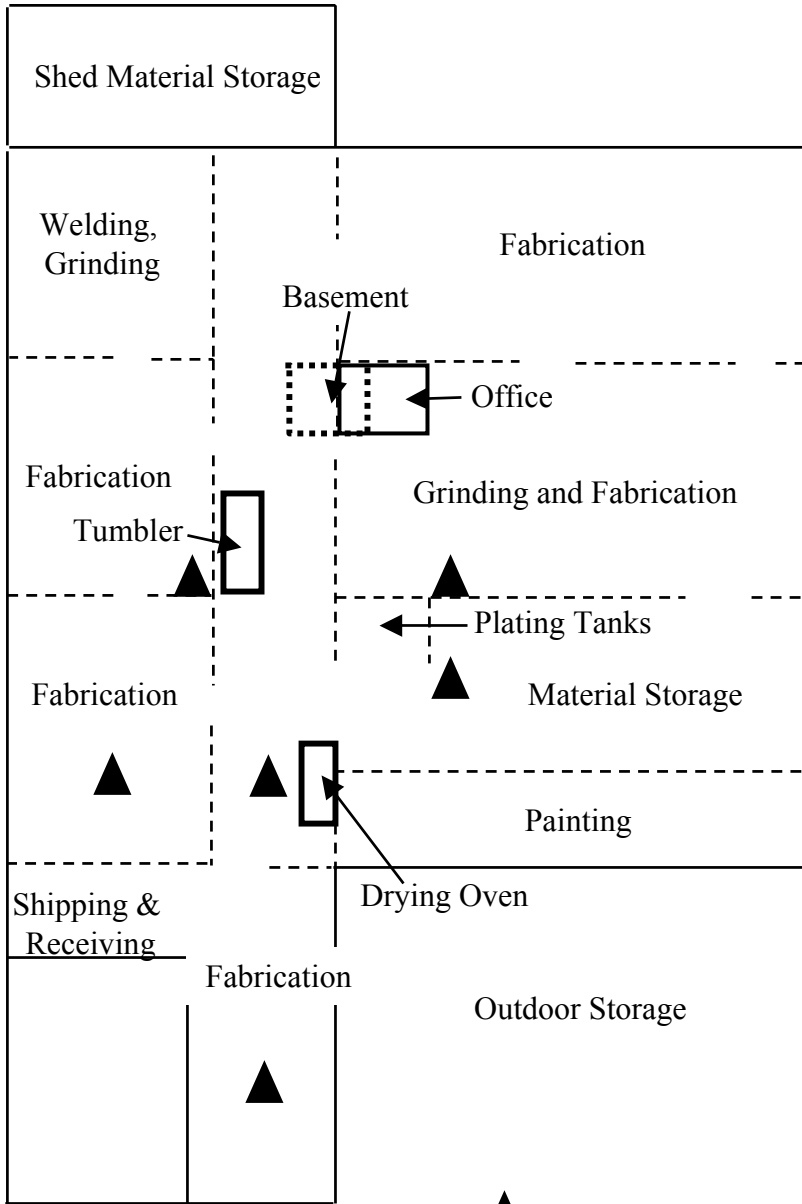 Shed Material Storage
Welding,
Grinding
Fabrication
Basement
Office
Fabrication
Grinding and Fabrication
Tumbler
Plating Tanks
Fabrication
Material Storage
Painting
Drying Oven
Shipping &
Receiving
Fabrication
Outdoor Storage